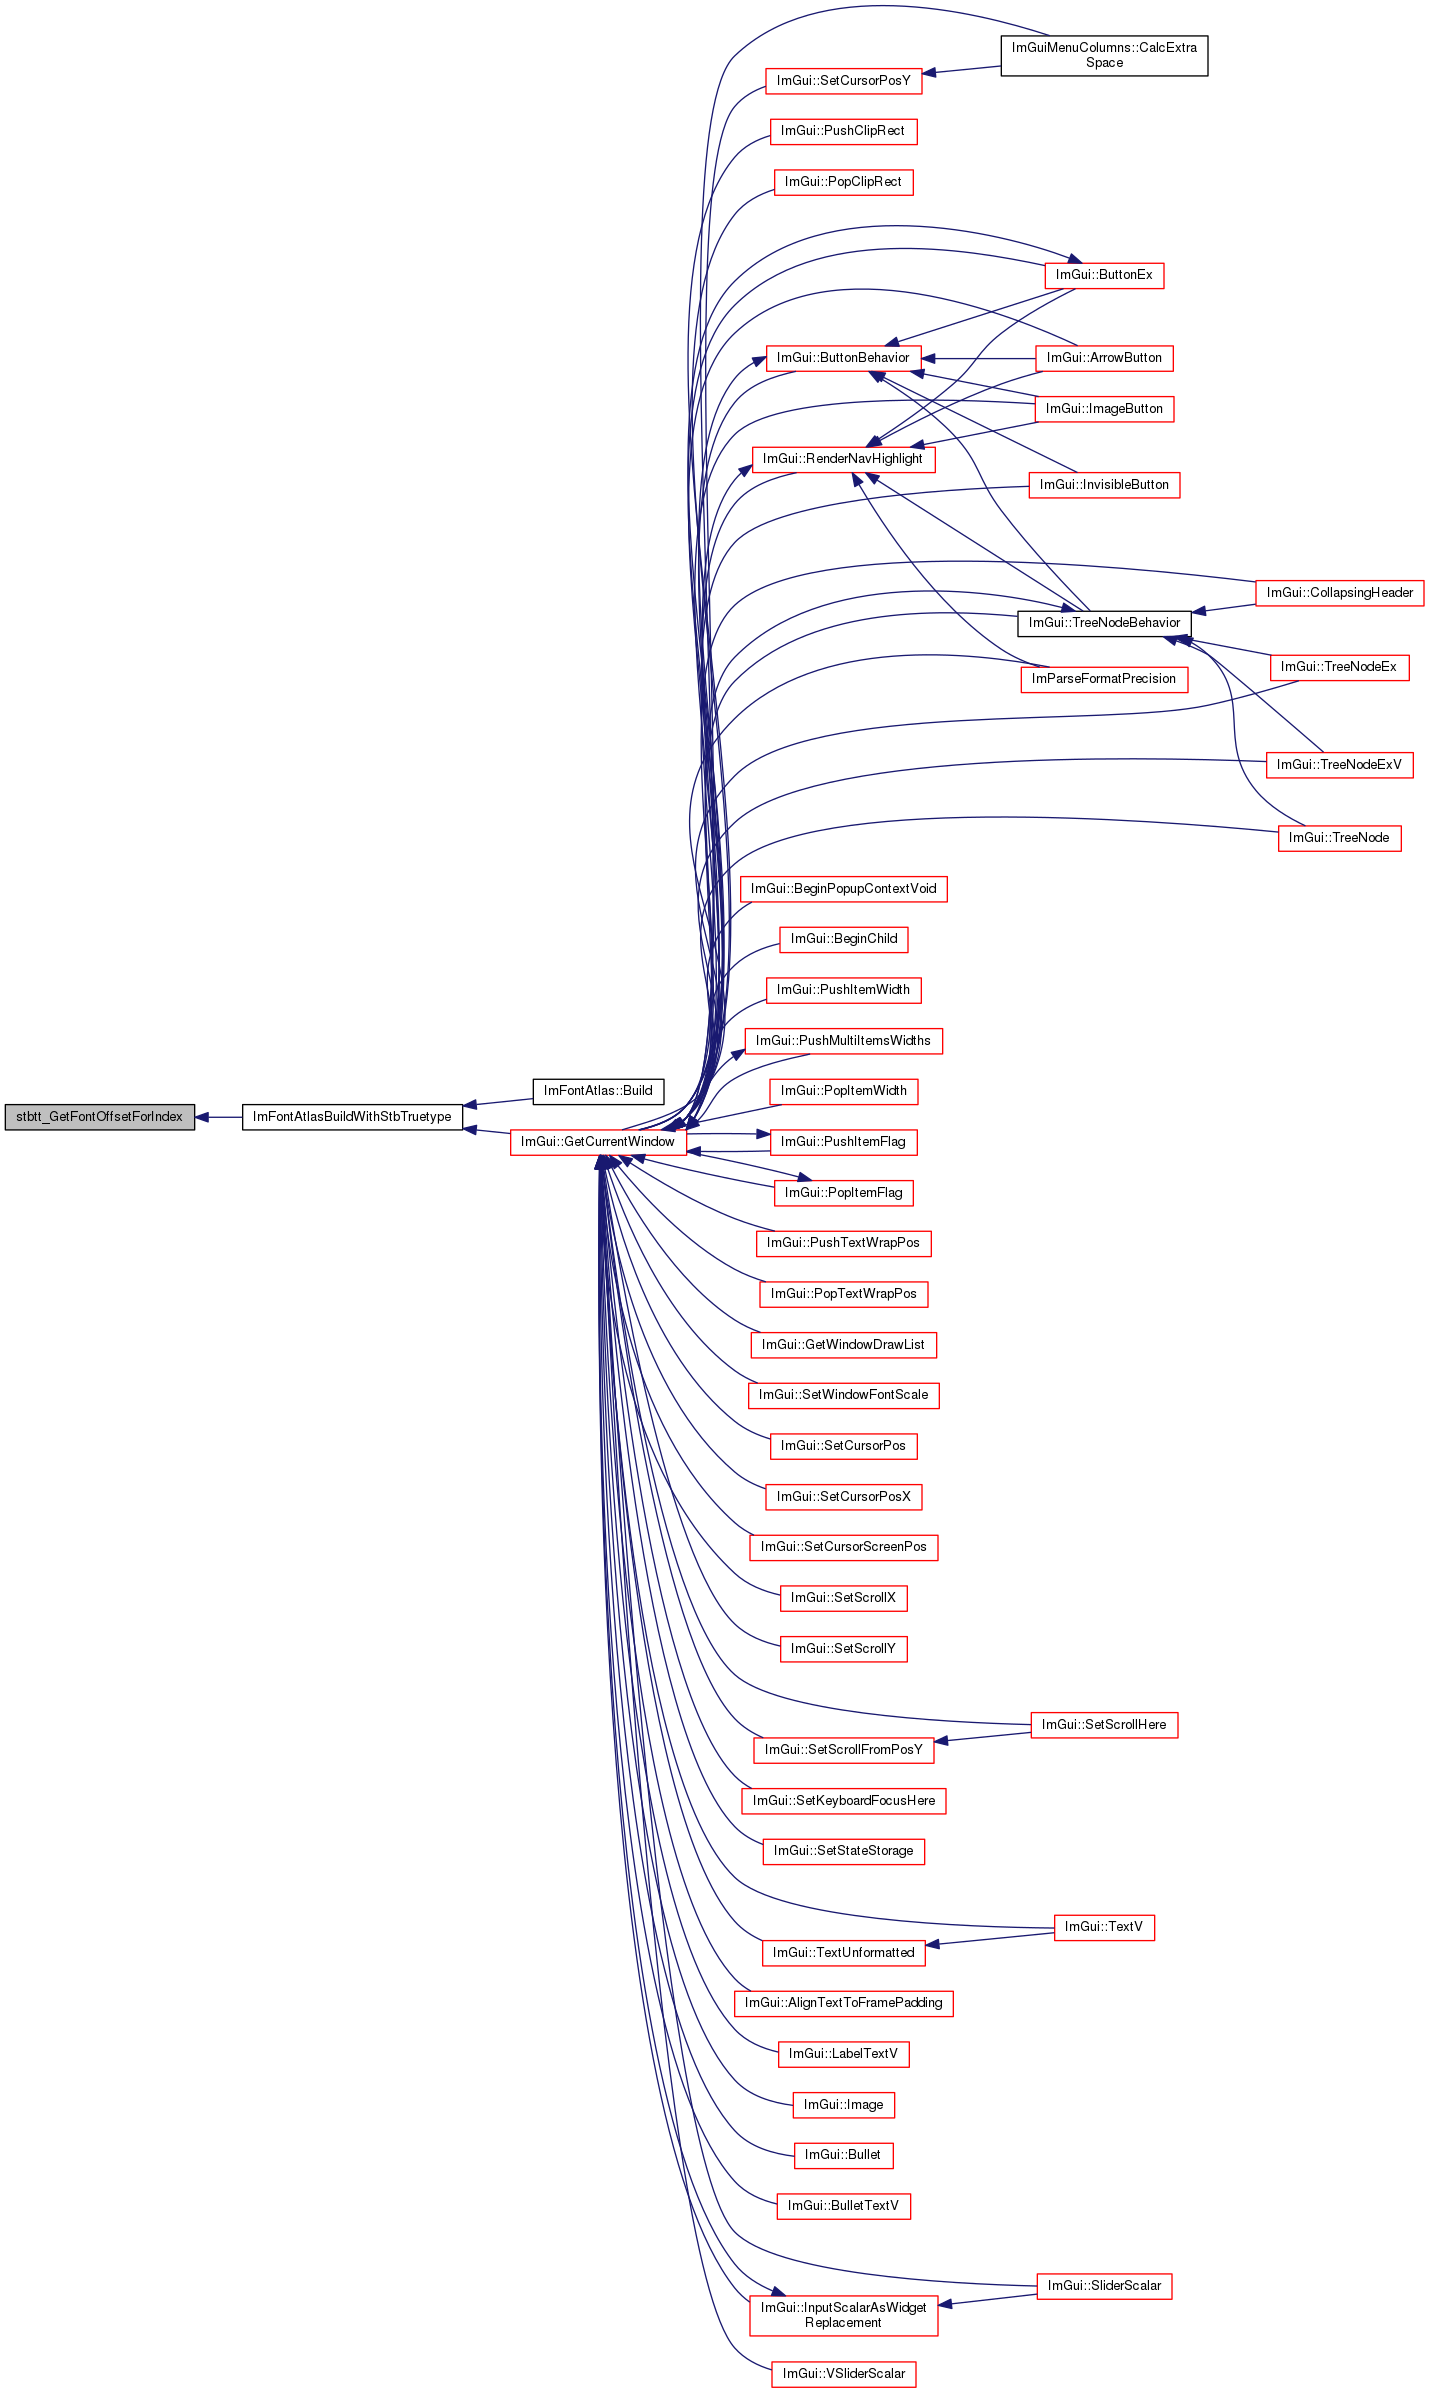 ImGuiMenuColumns::CalcExtra
Space
ImGui::SetCursorPosY
ImGui::PushClipRect
ImGui::PopClipRect
ImGui::ButtonEx
ImGui::ButtonBehavior
ImGui::ArrowButton
ImGui::ImageButton
ImGui::RenderNavHighlight
ImGui::InvisibleButton
ImGui::CollapsingHeader
ImGui::TreeNodeBehavior
ImGui::TreeNodeEx
ImParseFormatPrecision
ImGui::TreeNodeExV
ImGui::TreeNode
ImGui::BeginPopupContextVoid
ImGui::BeginChild
ImGui::PushItemWidth
ImGui::PushMultiItemsWidths
ImFontAtlas::Build
ImGui::PopItemWidth
stbtt_GetFontOffsetForIndex
ImFontAtlasBuildWithStbTruetype
ImGui::GetCurrentWindow
ImGui::PushItemFlag
ImGui::PopItemFlag
ImGui::PushTextWrapPos
ImGui::PopTextWrapPos
ImGui::GetWindowDrawList
ImGui::SetWindowFontScale
ImGui::SetCursorPos
ImGui::SetCursorPosX
ImGui::SetCursorScreenPos
ImGui::SetScrollX
ImGui::SetScrollY
ImGui::SetScrollHere
ImGui::SetScrollFromPosY
ImGui::SetKeyboardFocusHere
ImGui::SetStateStorage
ImGui::TextV
ImGui::TextUnformatted
ImGui::AlignTextToFramePadding
ImGui::LabelTextV
ImGui::Image
ImGui::Bullet
ImGui::BulletTextV
ImGui::SliderScalar
ImGui::InputScalarAsWidget
Replacement
ImGui::VSliderScalar